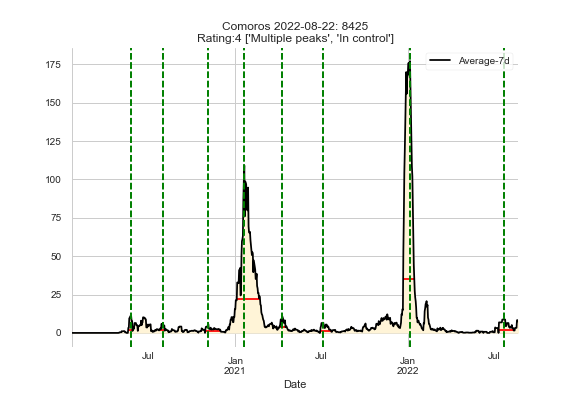 Comoros 2022-08-22: 8425
Rating:4 ['Multiple peaks', 'In control']
Average-7d
175
150
125
100
75
50
25
0
Jul
Jan
2021
Jul
Jan
2022
Jul
Date